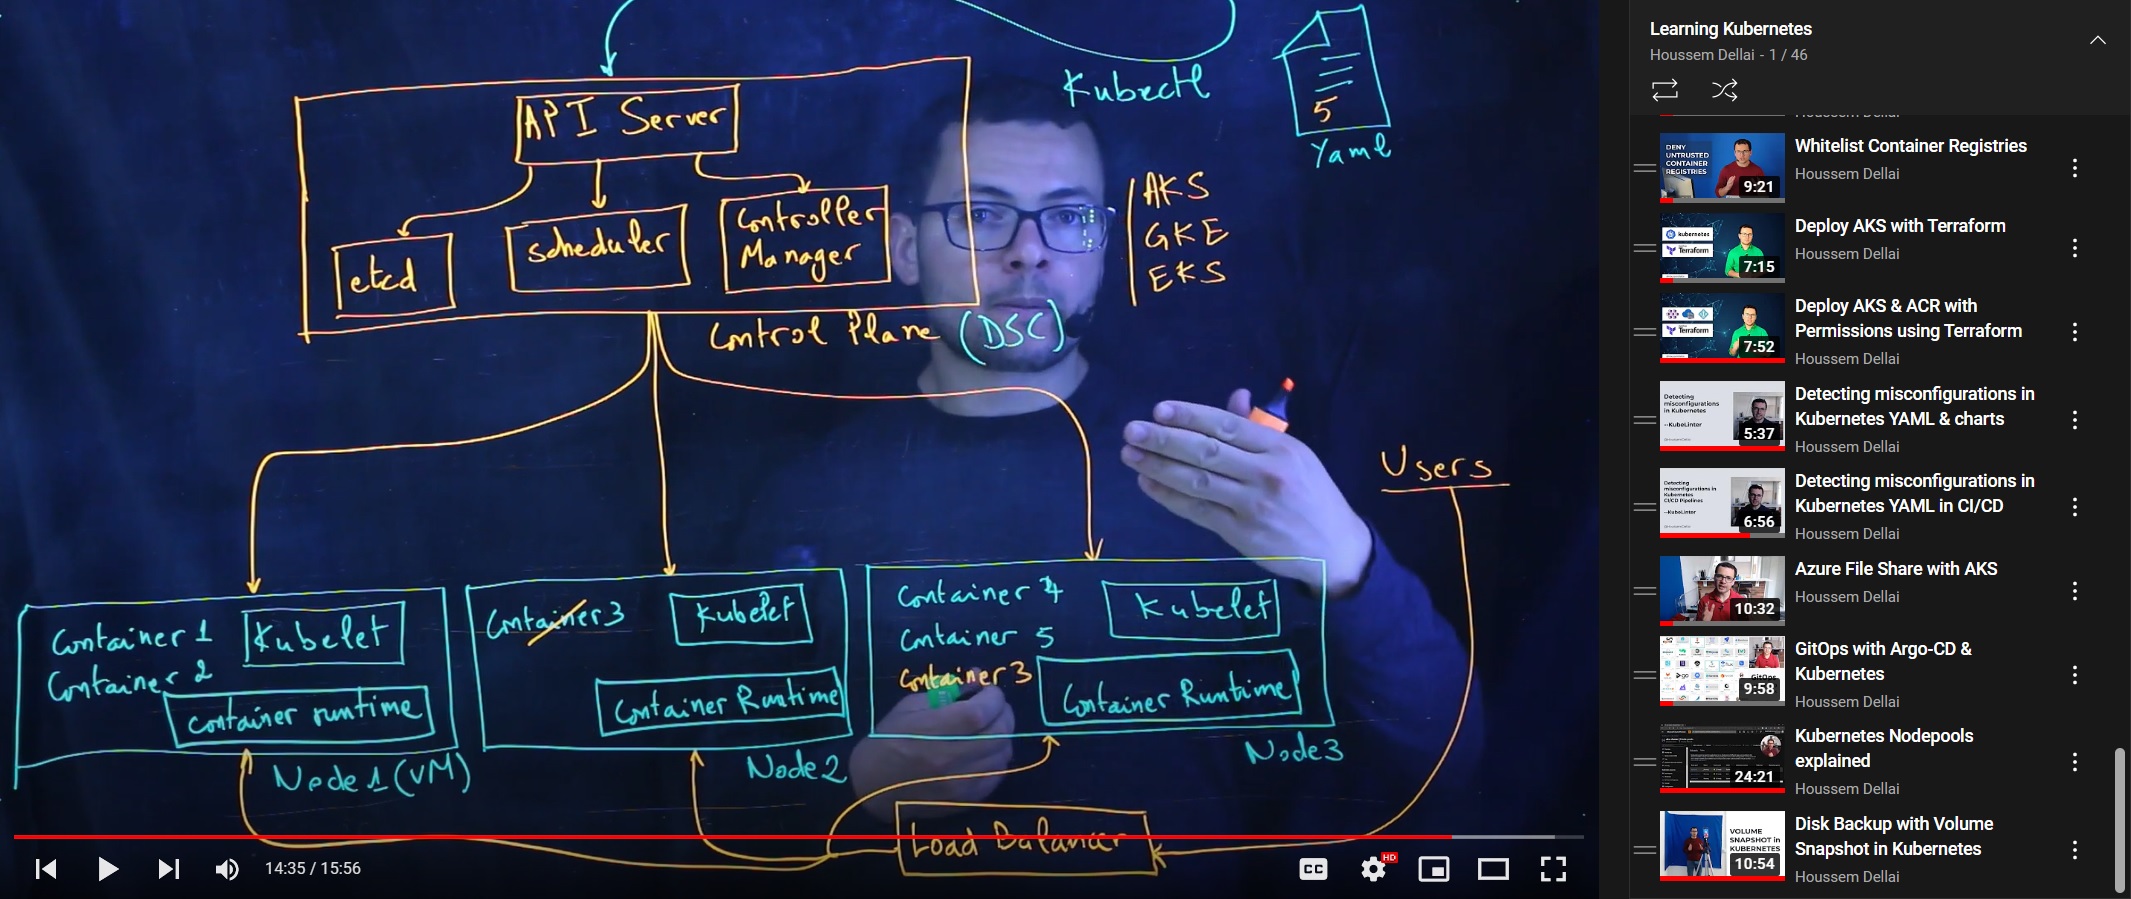 Kubectl
5
Yaml
API Server
etcd
scheduler
Controller
Manager
Control Plane (DSC)
AKS
GKE
EKS
Users
Container 1
Container 2
Kubelet
container runtime
Node1 (VM)
Container 3
Kubelet
Container Runtime
Node2
Container 4
Container 5
Container 3
Kubelet
Container Runtime
Node3
Load Balancer
14:35 / 15:56
CC
HD
Learning Kubernetes
Houssem Dellai - 1 / 46
DENY
UNTRUSTED
CONTAINER
REGISTRIES
9:21
Whitelist Container Registries
Houssem Dellai
kubernetes
Terraform
7:15
Deploy AKS with Terraform
Houssem Dellai
Terraform
7:52
Deploy AKS & ACR with
Permissions using Terraform
Houssem Dellai
Detecting
misconfigurations
in Kubernetes
--KubeLinter
5:37
Detecting misconfigurations in
Kubernetes YAML & charts
Houssem Dellai
Detecting
misconfigurations in
Kubernetes
CI/CD Pipelines
--KubeLinter
6:56
Detecting misconfigurations in
Kubernetes YAML in CI/CD
Houssem Dellai
10:32
Azure File Share with AKS
Houssem Dellai
GitOps
9:58
GitOps with Argo-CD &
Kubernetes
Houssem Dellai
24:21
Kubernetes Nodepools
explained
Houssem Dellai
VOLUME
SNAPSHOT in
KUBERNETES
10:54
Disk Backup with Volume
Snapshot in Kubernetes
Houssem Dellai